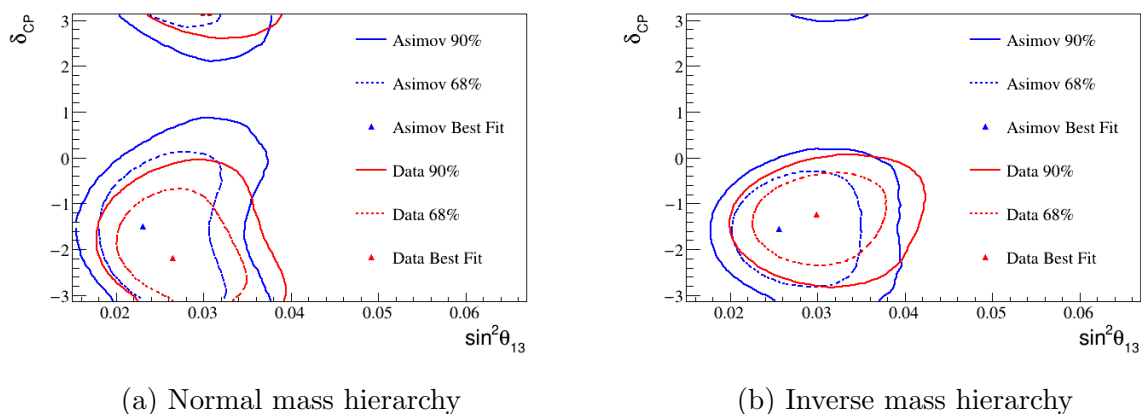 δCP
3
2
1
0
−1
−2
−3
Asimov 90%
Asimov 68%
Asimov Best Fit
Data 90%
Data 68%
Data Best Fit
0.02 0.03 0.04 0.05 0.06
sin²θ13
(a) Normal mass hierarchy
δCP
3
2
1
0
−1
−2
−3
Asimov 90%
Asimov 68%
Asimov Best Fit
Data 90%
Data 68%
Data Best Fit
0.02 0.03 0.04 0.05 0.06
sin²θ13
(b) Inverse mass hierarchy